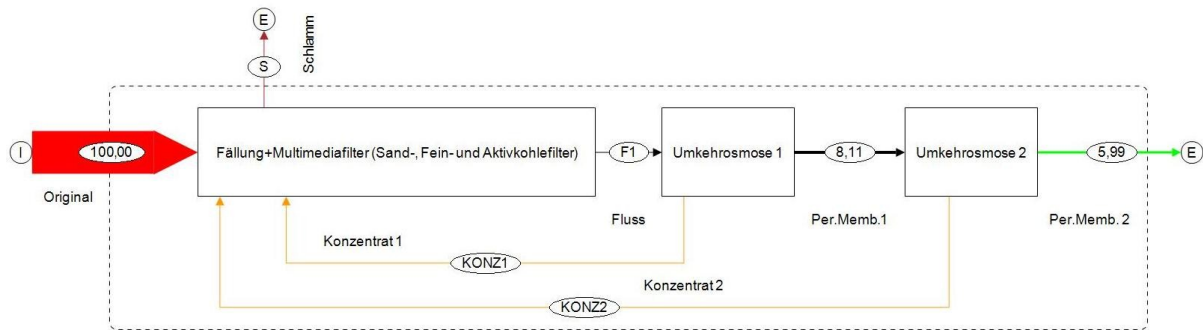 E
Schlamm
S
I
100,00
Original
Fällung+Multimediafilter (Sand-, Fein- und Aktivkohlefilter)
F1
Fluss
Umkehrosmose 1
8,11
Per.Memb.1
Umkehrosmose 2
5,99
Per.Memb. 2
E
Konzentrat 1
KONZ1
Konzentrat 2
KONZ2